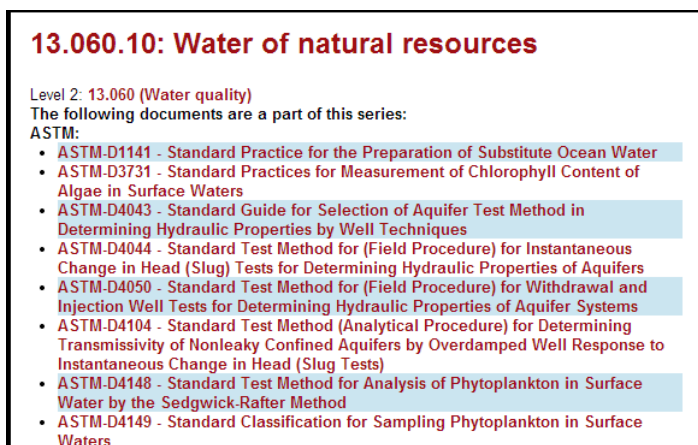 13.060.10: Water of natural resources
Level 2: 13.060 (Water quality)
The following documents are a part of this series:
ASTM:
• ASTM-D1141 - Standard Practice for the Preparation of Substitute Ocean Water
• ASTM-D3731 - Standard Practices for Measurement of Chlorophyll Content of
Algae in Surface Waters
• ASTM-D4043 - Standard Guide for Selection of Aquifer Test Method in
Determining Hydraulic Properties by Well Techniques
• ASTM-D4044 - Standard Test Method for (Field Procedure) for Instantaneous
Change in Head (Slug) Tests for Determining Hydraulic Properties of Aquifers
• ASTM-D4050 - Standard Test Method for (Field Procedure) for Withdrawal and
Injection Well Tests for Determining Hydraulic Properties of Aquifer Systems
• ASTM-D4104 - Standard Test Method (Analytical Procedure) for Determining
Transmissivity of Nonleaky Confined Aquifers by Overdamped Well Response to
Instantaneous Change in Head (Slug Tests)
• ASTM-D4148 - Standard Test Method for Analysis of Phytoplankton in Surface
Water by the Sedgwick-Rafter Method
• ASTM-D4149 - Standard Classification for Sampling Phytoplankton in Surface
Waters